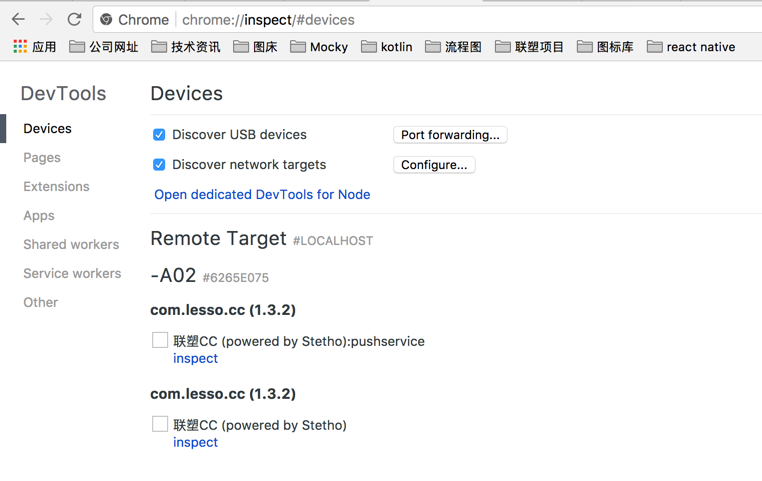 Chrome chrome://inspect/#devices
应用 公司网址 技术资讯 图床 Mocky kotlin 流程图 联塑项目 图标库 react native
DevTools
Devices
Pages
Extensions
Apps
Shared workers
Service workers
Other
Devices
Discover USB devices Port forwarding...
Discover network targets Configure...
Open dedicated DevTools for Node
Remote Target #LOCALHOST
-A02 #6265E075
com.lesso.cc (1.3.2)
联塑CC (powered by Stetho):pushservice
inspect
com.lesso.cc (1.3.2)
联塑CC (powered by Stetho)
inspect